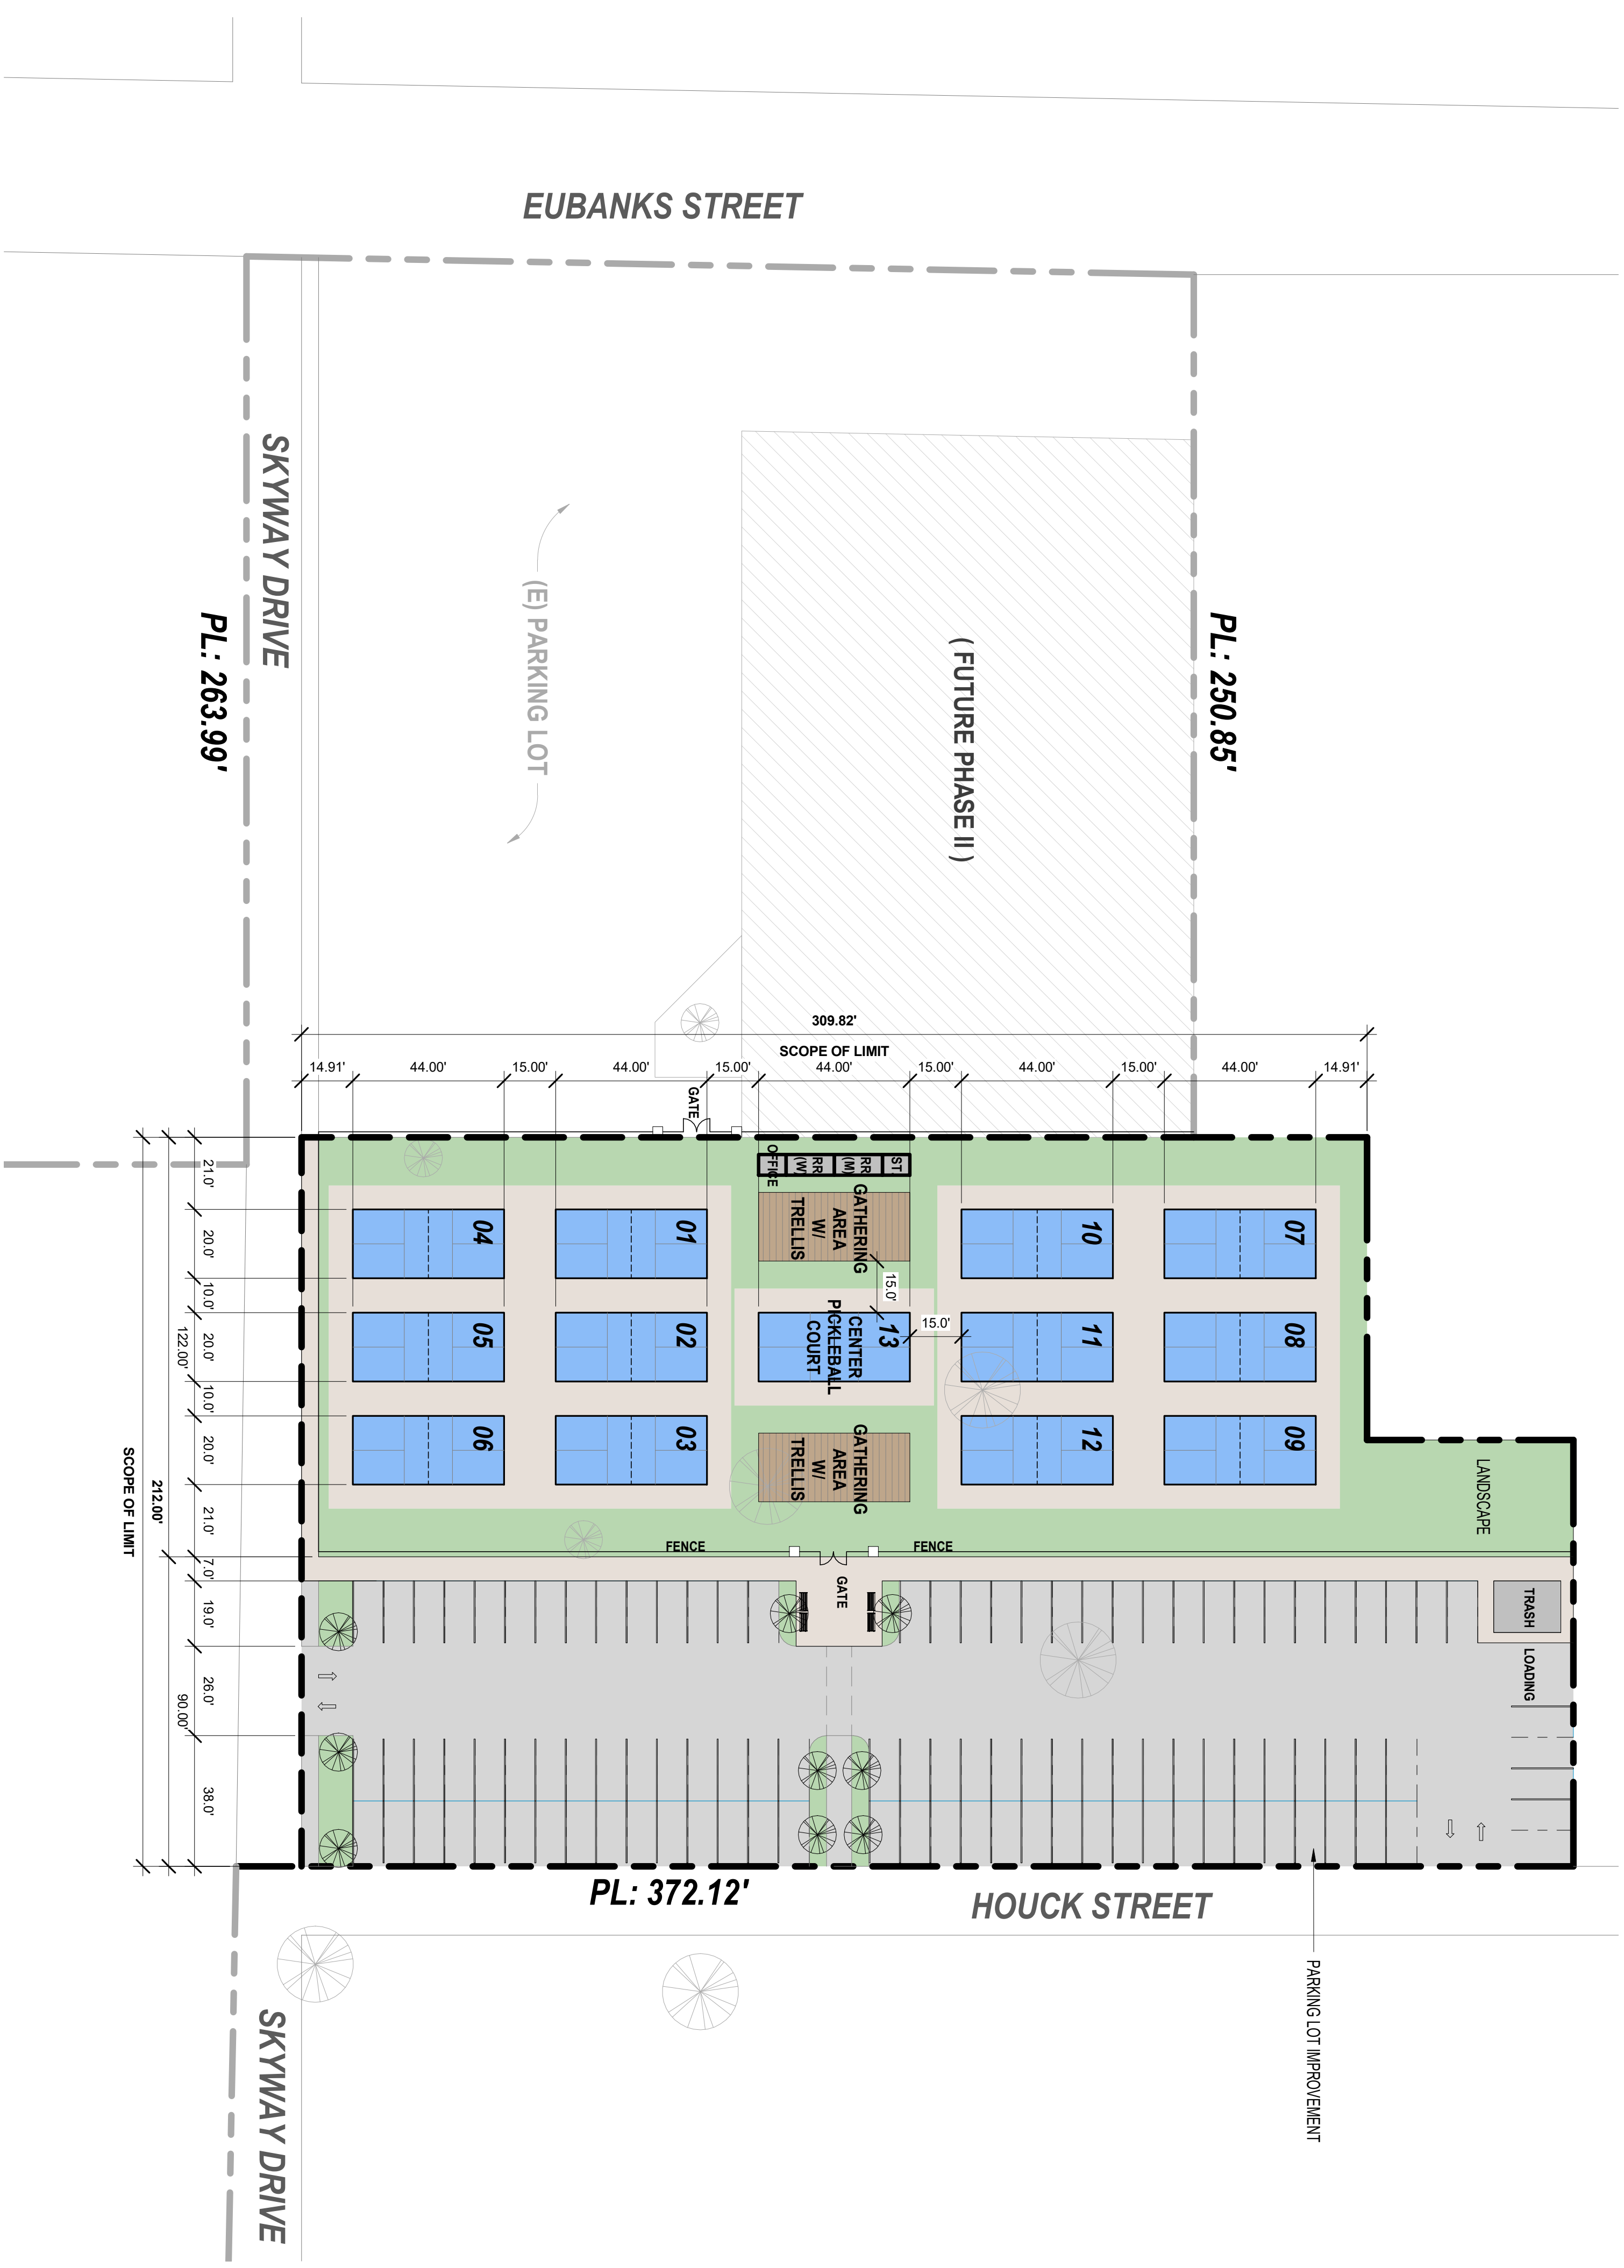 EUBANKS STREET
SKYWAY DRIVE
PL: 263.99'
(E) PARKING LOT
( FUTURE PHASE II )
PL: 250.85'
309.82'
SCOPE OF LIMIT
14.91'
44.00'
15.00'
44.00'
15.00'
44.00'
15.00'
44.00'
15.00'
44.00'
14.91'
GATE
OFFICE
RR
(W)
RR
(M)
ST.
GATHERING
AREA
W/
TRELLIS
04
01
10
07
15.0'
05
02
13
CENTER
PICKLEBALL
COURT
15.0'
11
08
06
03
GATHERING
AREA
W/
TRELLIS
12
09
LANDSCAPE
21.0'
20.0'
10.0'
20.0'
10.0'
20.0'
21.0'
7.0'
19.0'
26.0'
38.0'
122.00'
90.00'
212.00'
SCOPE OF LIMIT
FENCE
FENCE
GATE
TRASH
LOADING
PL: 372.12'
HOUCK STREET
PARKING LOT IMPROVEMENT
SKYWAY DRIVE